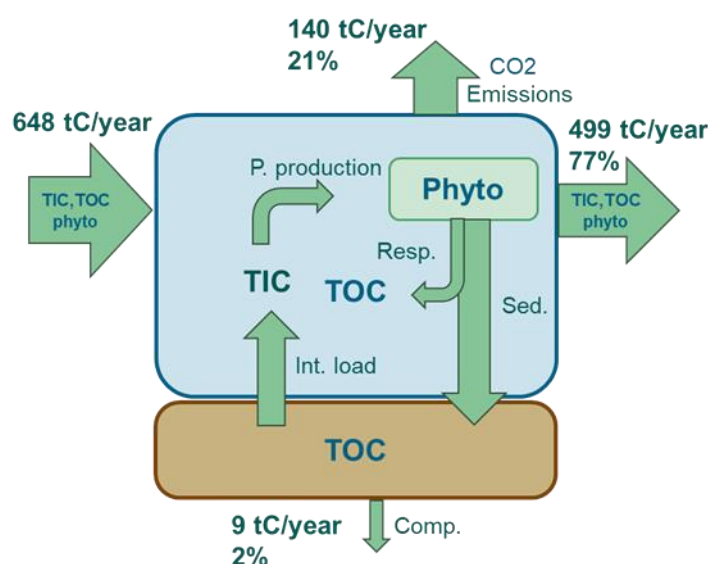 140 tC/year
21%
CO2
Emissions
648 tC/year
499 tC/year
77%
P. production
Phyto
TIC,TOC
phyto
TIC,TOC
phyto
Resp.
TIC
TOC
Sed.
Int. load
TOC
9 tC/year
2%
Comp.